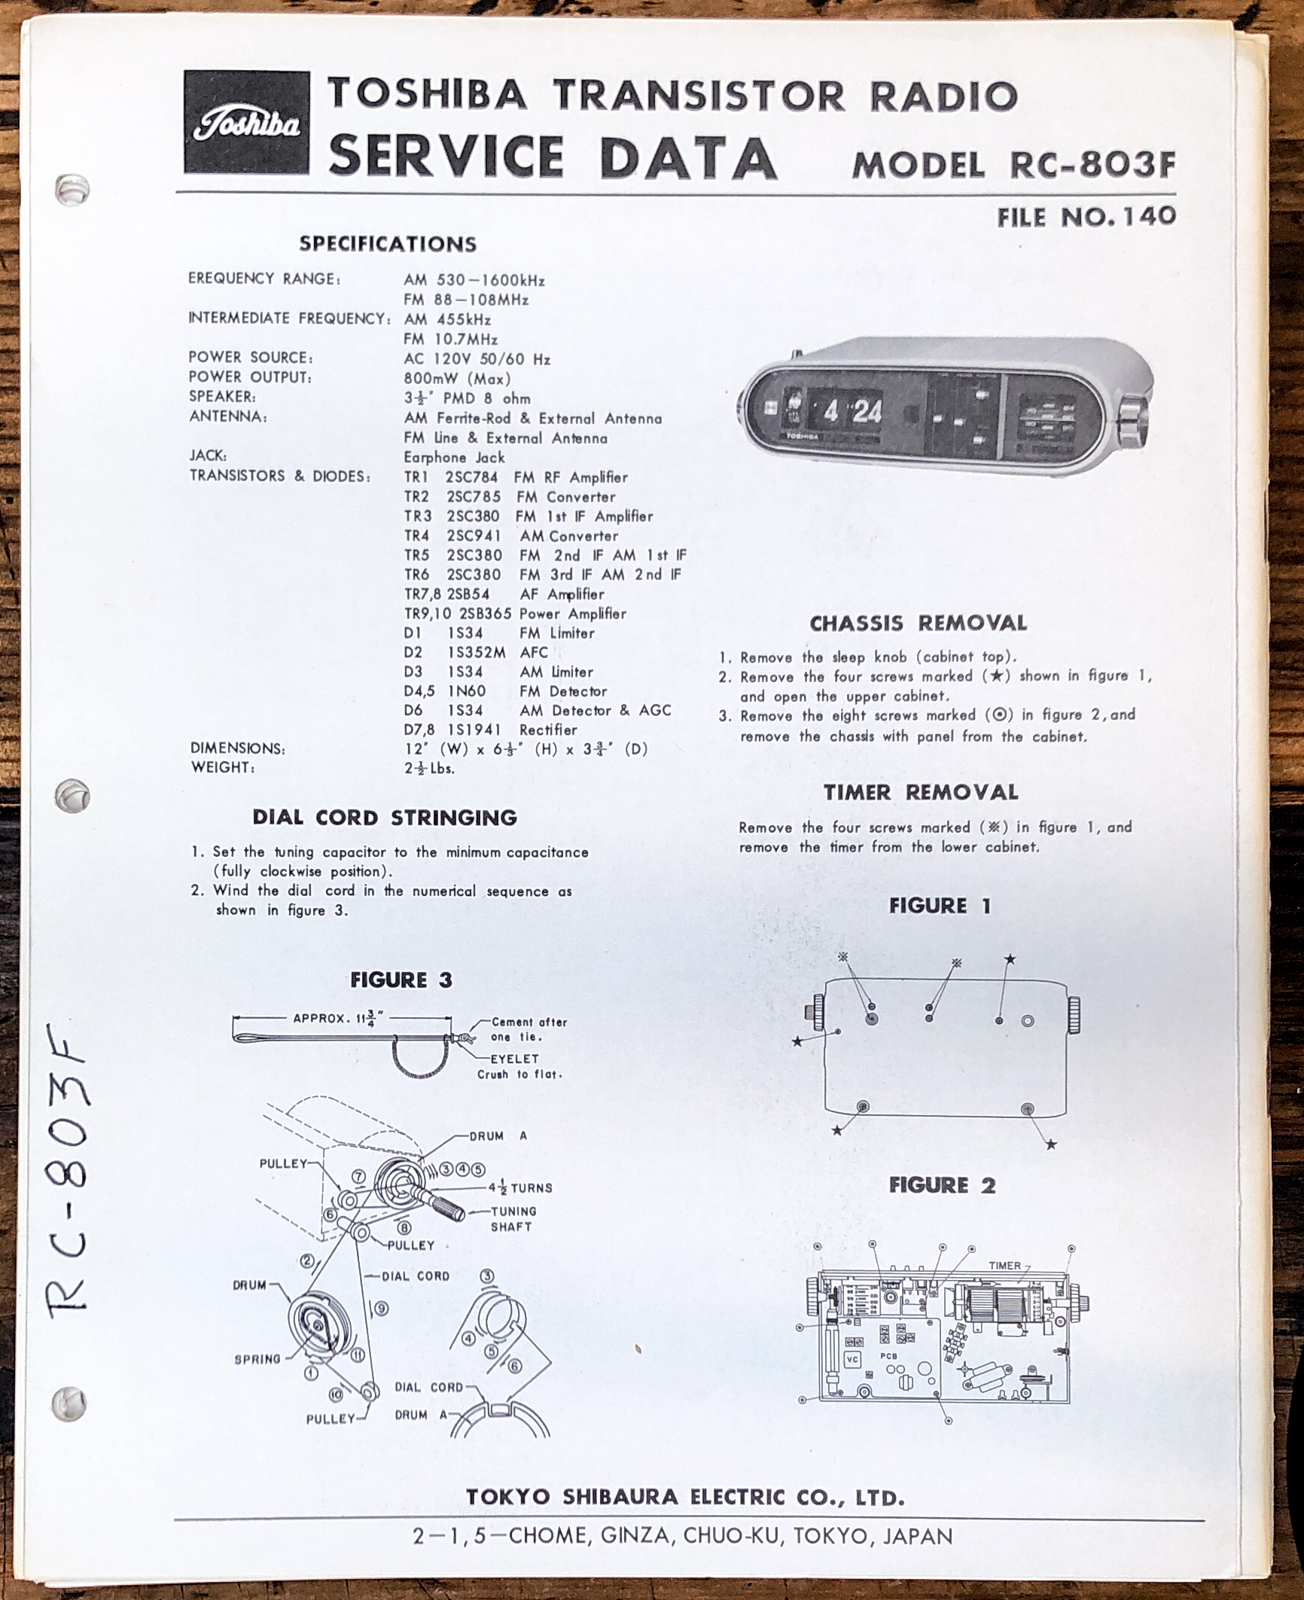 Toshiba
TOSHIBA TRANSISTOR RADIO
SERVICE DATA MODEL RC-803F
FILE NO. 140
SPECIFICATIONS
EREQUENCY RANGE: AM 530–1600kHz
FM 88–108MHz
INTERMEDIATE FREQUENCY: AM 455kHz
FM 10.7MHz
POWER SOURCE: AC 120V 50/60 Hz
POWER OUTPUT: 800mW (Max)
SPEAKER: 3½" PMD 8 ohm
ANTENNA: AM Ferrite-Rod & External Antenna
FM Line & External Antenna
JACK: Earphone Jack
TRANSISTORS & DIODES: TR1 2SC784 FM RF Amplifier
TR2 2SC785 FM Converter
TR3 2SC380 FM 1st IF Amplifier
TR4 2SC941 AM Converter
TR5 2SC380 FM 2nd IF AM 1st IF
TR6 2SC380 FM 3rd IF AM 2nd IF
TR7,8 2SB54 AF Amplifier
TR9,10 2SB365 Power Amplifier
D1 1S34 FM Limiter
D2 1S352M AFC
D3 1S34 AM Limiter
D4,5 1N60 FM Detector
D6 1S34 AM Detector & AGC
D7,8 1S1941 Rectifier
DIMENSIONS: 12" (W) x 6⅓" (H) x 3¾" (D)
WEIGHT: 2½ Lbs.
DIAL CORD STRINGING
1. Set the tuning capacitor to the minimum capacitance
(fully clockwise position).
2. Wind the dial cord in the numerical sequence as
shown in figure 3.
FIGURE 3
APPROX. 11¾"
Cement after
one tie.
EYELET
Crush to flat.
DRUM A
PULLEY
⑦
③④⑤
4½ TURNS
TUNING
SHAFT
⑥
⑧
PULLEY
②
DIAL CORD
DRUM
⑨
SPRING
①
⑪
⑩
PULLEY
③
④
⑤
⑥
DIAL CORD
DRUM A
4 24
TOSHIBA
CHASSIS REMOVAL
1. Remove the sleep knob (cabinet top).
2. Remove the four screws marked (★) shown in figure 1,
and open the upper cabinet.
3. Remove the eight screws marked (⊙) in figure 2, and
remove the chassis with panel from the cabinet.
TIMER REMOVAL
Remove the four screws marked (※) in figure 1, and
remove the timer from the lower cabinet.
FIGURE 1
※ ※ ★
★
★ ★
FIGURE 2
TIMER
VC
PCB
TOKYO SHIBAURA ELECTRIC CO., LTD.
2–1, 5–CHOME, GINZA, CHUO-KU, TOKYO, JAPAN
RC-803F